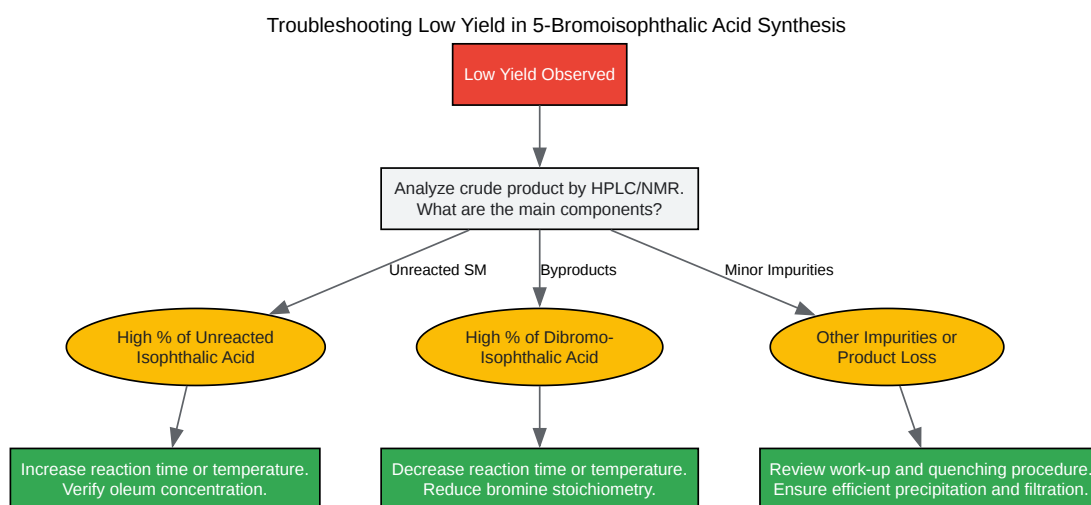 Troubleshooting Low Yield in 5-Bromoisophthalic Acid Synthesis
Low Yield Observed
Analyze crude product by HPLC/NMR.
What are the main components?
Unreacted SM
Byproducts
Minor Impurities
High % of Unreacted
Isophthalic Acid
High % of Dibromo-
Isophthalic Acid
Other Impurities or
Product Loss
Increase reaction time or temperature.
Verify oleum concentration.
Decrease reaction time or temperature.
Reduce bromine stoichiometry.
Review work-up and quenching procedure.
Ensure efficient precipitation and filtration.